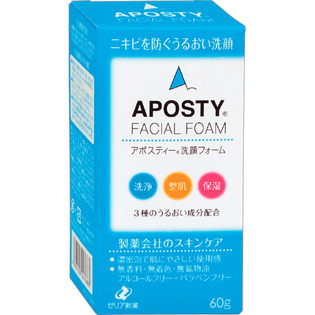 ニキビを防ぐうるおい洗顔
APOSTY®
FACIAL FOAM
アポスティー®洗顔フォーム
洗浄 整肌 保湿
3種のうるおい成分配合
製薬会社のスキンケア
●濃密泡で肌にやさしい使用感
●無香料・無着色・無鉱物油
アルコールフリー・パラベンフリー
ゼリア新薬
60g